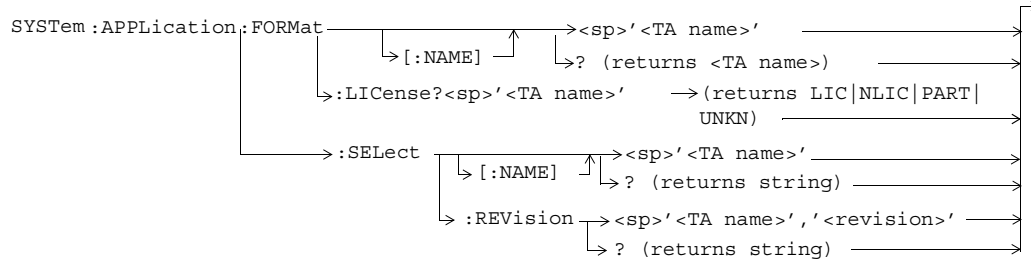 SYSTem:APPLication:FORMat <sp>'<TA name>'
[:NAME] ? (returns <TA name>)
:LICense?<sp>'<TA name>' (returns LIC|NLIC|PART|
UNKN)
:SELect <sp>'<TA name>'
[:NAME] ? (returns string)
:REVision <sp>'<TA name>','<revision>'
? (returns string)